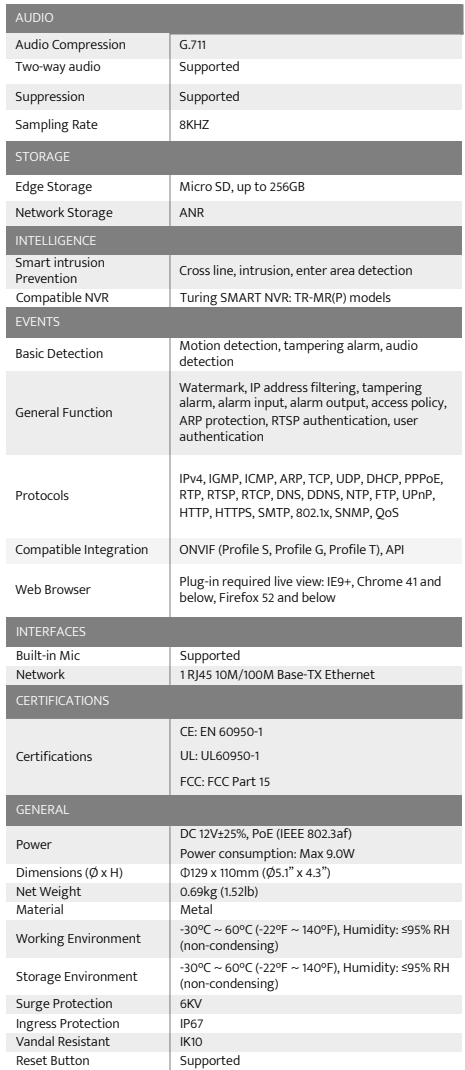 AUDIO
Audio Compression G.711
Two-way audio Supported
Suppression Supported
Sampling Rate 8KHZ
STORAGE
Edge Storage Micro SD, up to 256GB
Network Storage ANR
INTELLIGENCE
Smart intrusion
Prevention
Cross line, intrusion, enter area detection
Compatible NVR Turing SMART NVR: TR-MR(P) models
EVENTS
Basic Detection
Motion detection, tampering alarm, audio
detection
General Function
Watermark, IP address filtering, tampering
alarm, alarm input, alarm output, access policy,
ARP protection, RTSP authentication, user
authentication
Protocols
IPv4, IGMP, ICMP, ARP, TCP, UDP, DHCP, PPPoE,
RTP, RTSP, RTCP, DNS, DDNS, NTP, FTP, UPnP,
HTTP, HTTPS, SMTP, 802.1x, SNMP, QoS
Compatible Integration ONVIF (Profile S, Profile G, Profile T), API
Web Browser
Plug-in required live view: IE9+, Chrome 41 and
below, Firefox 52 and below
INTERFACES
Built-in Mic Supported
Network 1 RJ45 10M/100M Base-TX Ethernet
CERTIFICATIONS
Certifications
CE: EN 60950-1
UL: UL60950-1
FCC: FCC Part 15
GENERAL
Power
DC 12V±25%, PoE (IEEE 802.3af)
Power consumption: Max 9.0W
Dimensions (Ø x H) Φ129 x 110mm (Ø5.1” x 4.3”)
Net Weight 0.69kg (1.52lb)
Material Metal
Working Environment
-30ºC ~ 60ºC (-22ºF ~ 140ºF), Humidity: ≤95% RH
(non-condensing)
Storage Environment
-30ºC ~ 60ºC (-22ºF ~ 140ºF), Humidity: ≤95% RH
(non-condensing)
Surge Protection 6KV
Ingress Protection IP67
Vandal Resistant IK10
Reset Button Supported